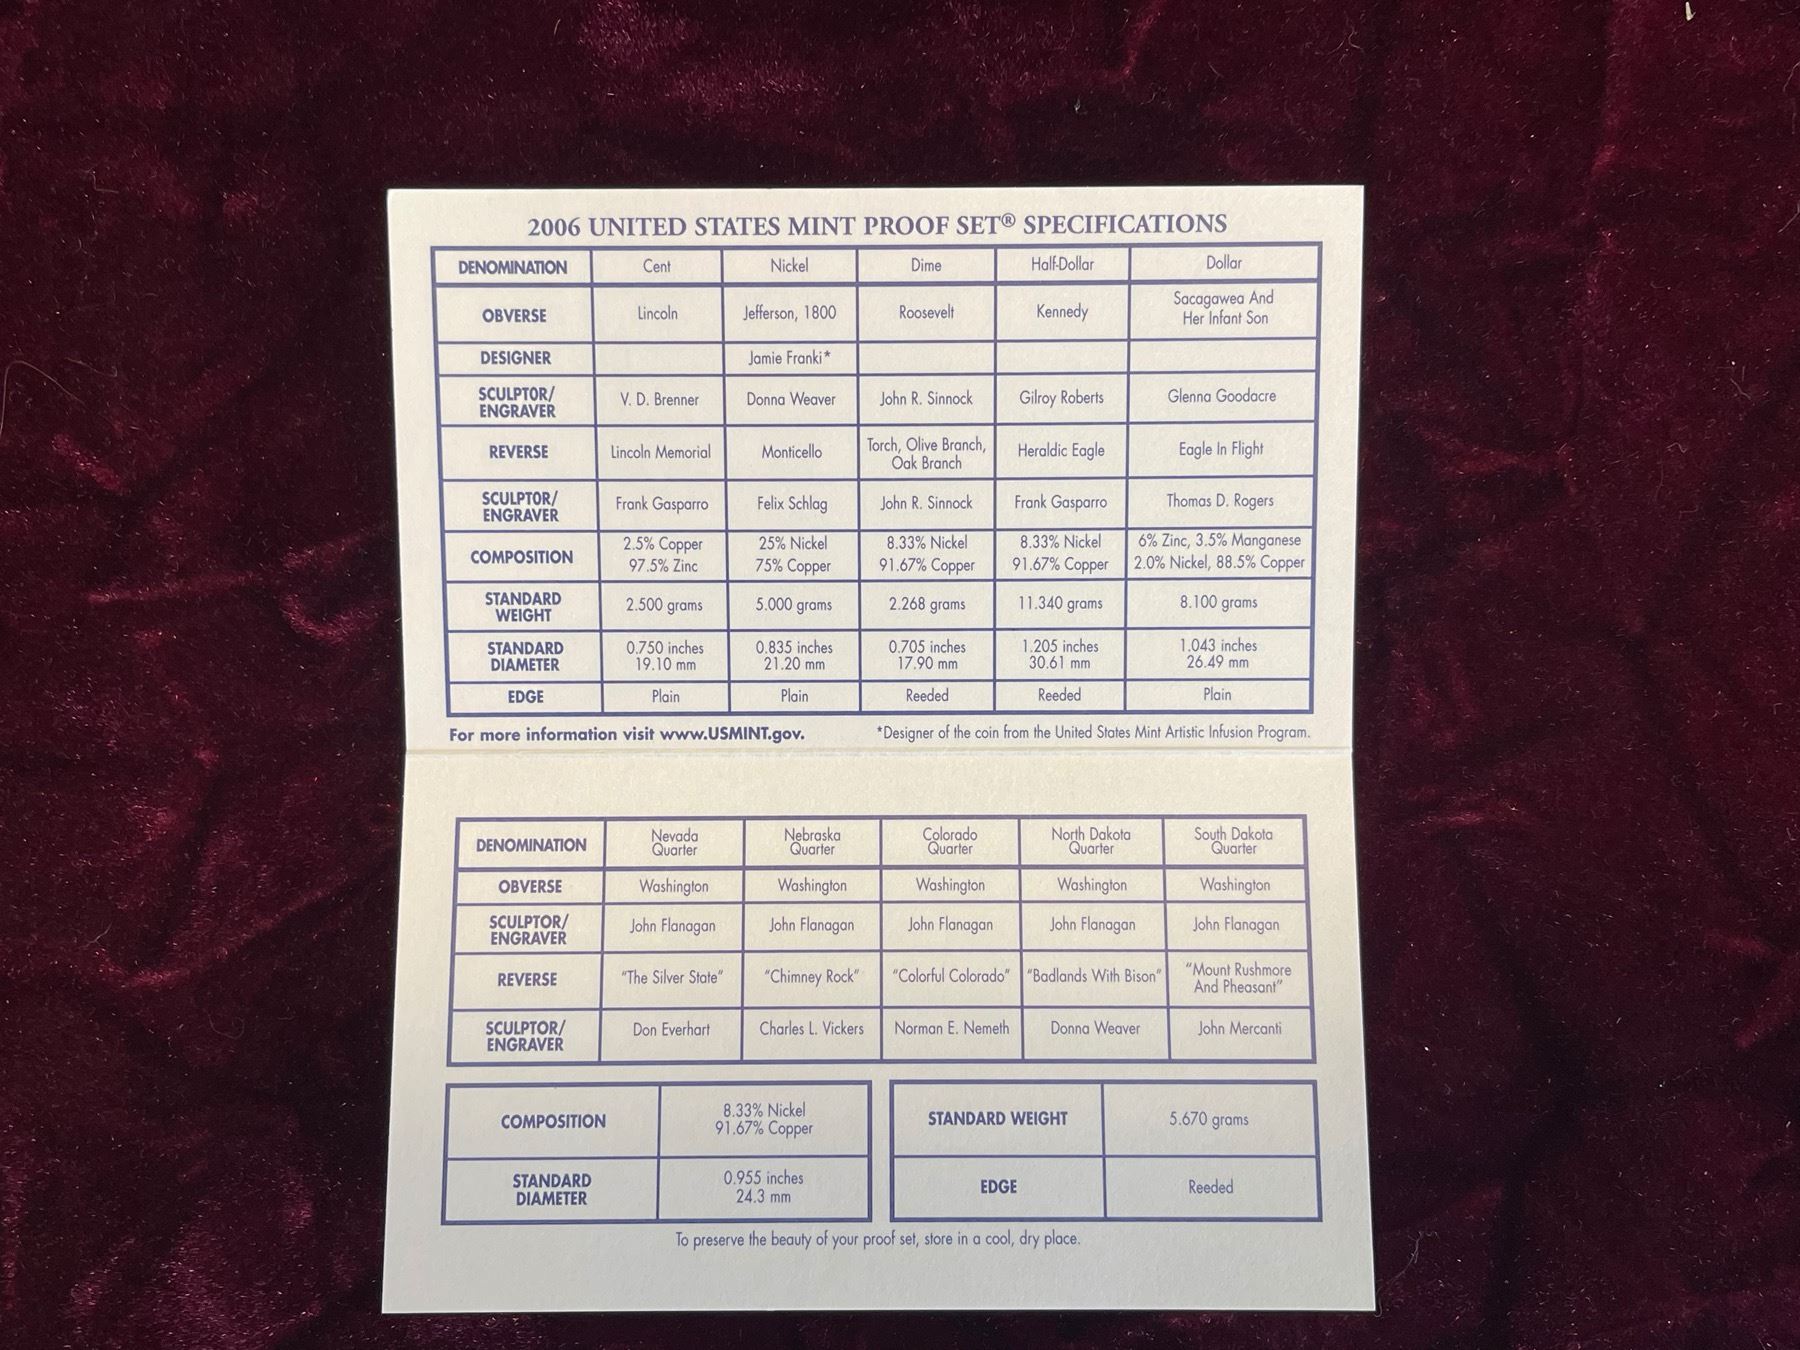 2006 UNITED STATES MINT PROOF SET® SPECIFICATIONS
DENOMINATION Cent Nickel Dime Half-Dollar Dollar
OBVERSE Lincoln Jefferson, 1800 Roosevelt Kennedy Sacagawea And
Her Infant Son
DESIGNER Jamie Franki*
SCULPTOR/
ENGRAVER V. D. Brenner Donna Weaver John R. Sinnock Gilroy Roberts Glenna Goodacre
REVERSE Lincoln Memorial Monticello Torch, Olive Branch,
Oak Branch Heraldic Eagle Eagle In Flight
SCULPTOR/
ENGRAVER Frank Gasparro Felix Schlag John R. Sinnock Frank Gasparro Thomas D. Rogers
COMPOSITION 2.5% Copper 25% Nickel 8.33% Nickel 8.33% Nickel 6% Zinc, 3.5% Manganese
97.5% Zinc 75% Copper 91.67% Copper 91.67% Copper 2.0% Nickel, 88.5% Copper
STANDARD
WEIGHT 2.500 grams 5.000 grams 2.268 grams 11.340 grams 8.100 grams
STANDARD 0.750 inches 0.835 inches 0.705 inches 1.205 inches 1.043 inches
DIAMETER 19.10 mm 21.20 mm 17.90 mm 30.61 mm 26.49 mm
EDGE Plain Plain Reeded Reeded Plain
For more information visit www.USMINT.gov. *Designer of the coin from the United States Mint Artistic Infusion Program.
DENOMINATION Nevada Nebraska Colorado North Dakota South Dakota
Quarter Quarter Quarter Quarter Quarter
OBVERSE Washington Washington Washington Washington Washington
SCULPTOR/
ENGRAVER John Flanagan John Flanagan John Flanagan John Flanagan John Flanagan
REVERSE "The Silver State" "Chimney Rock" "Colorful Colorado" "Badlands With Bison" "Mount Rushmore
And Pheasant"
SCULPTOR/
ENGRAVER Don Everhart Charles L. Vickers Norman E. Nemeth Donna Weaver John Mercanti
COMPOSITION 8.33% Nickel
91.67% Copper
STANDARD WEIGHT 5.670 grams
STANDARD 0.955 inches
DIAMETER 24.3 mm
EDGE Reeded
To preserve the beauty of your proof set, store in a cool, dry place.